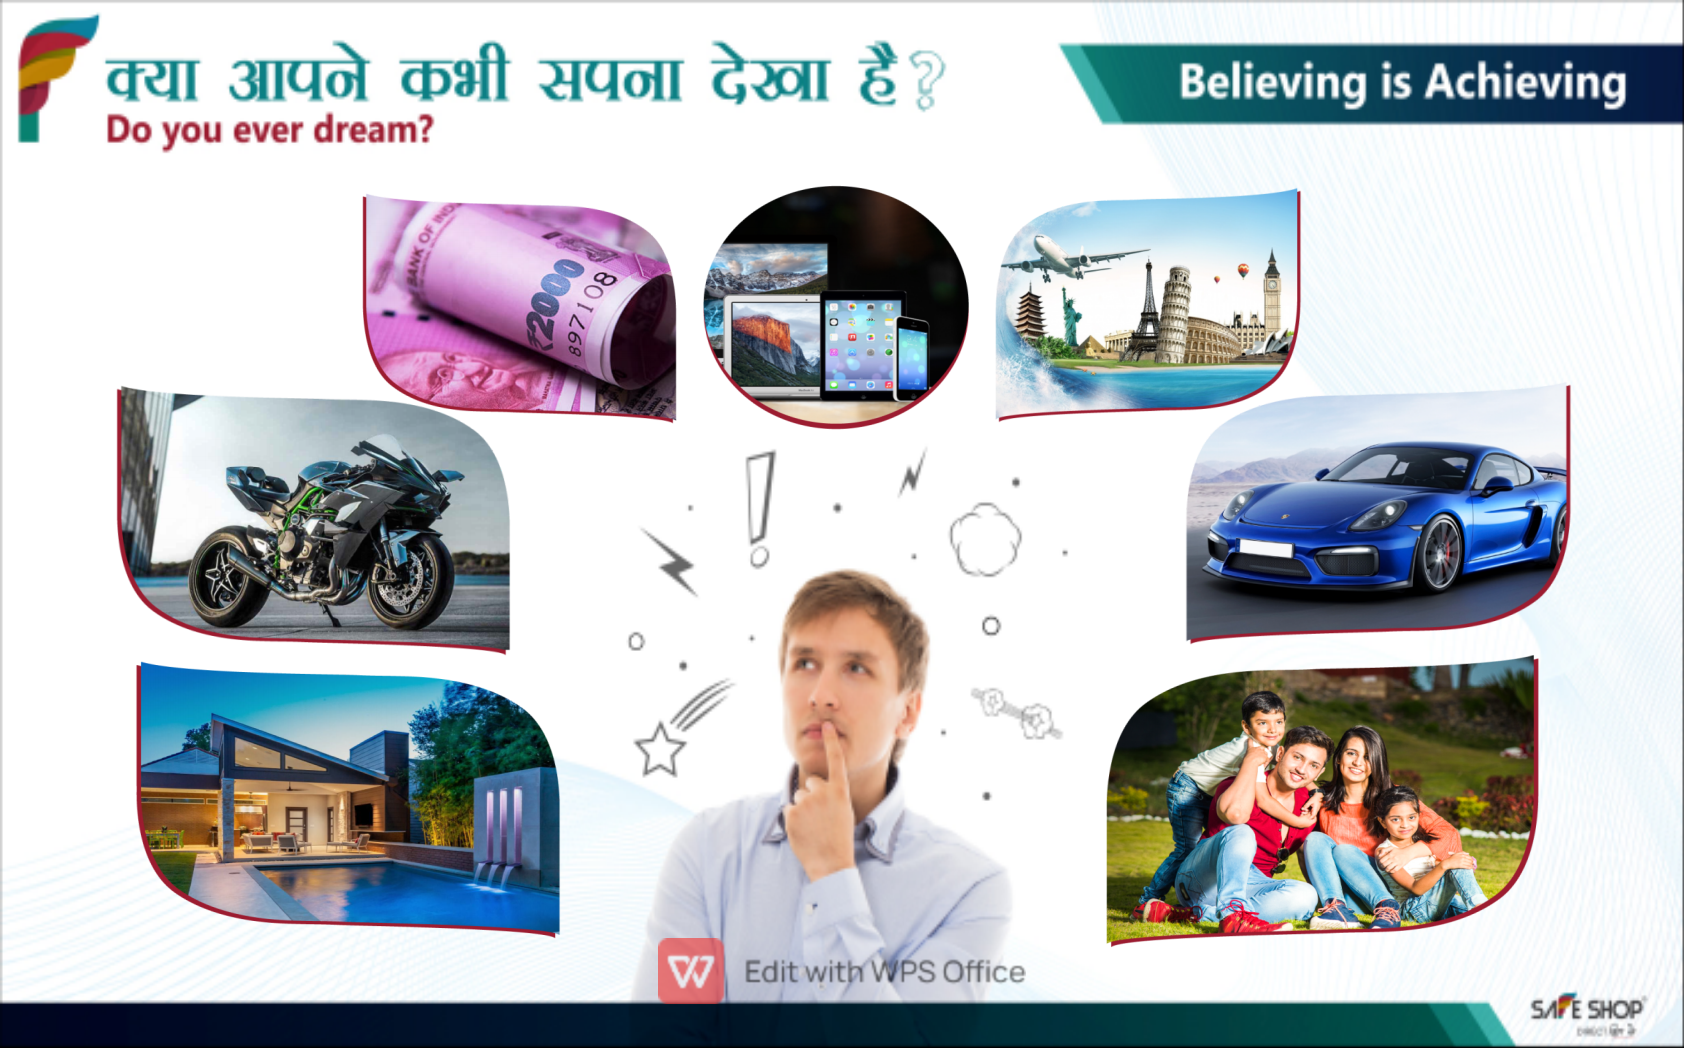 क्या आपने कभी सपना देखा है?
Do you ever dream?
Believing is Achieving
BANK OF IND
₹2000
897108
Edit with WPS Office
SAFE SHOP